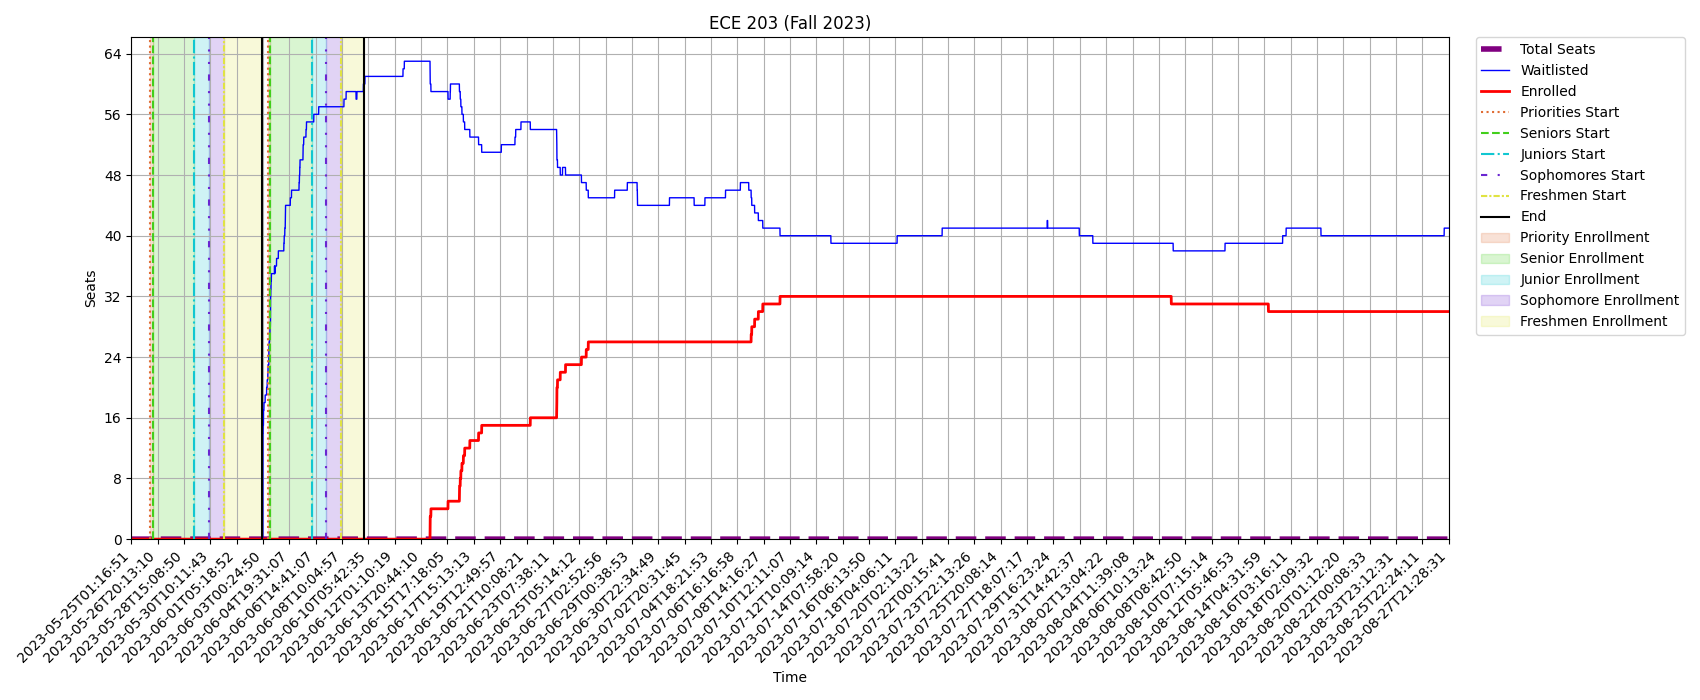 ECE 203 (Fall 2023)
Total Seats
Waitlisted
Enrolled
Priorities Start
Seniors Start
Juniors Start
Sophomores Start
Freshmen Start
End
Priority Enrollment
Senior Enrollment
Junior Enrollment
Sophomore Enrollment
Freshmen Enrollment
Seats
64
56
48
40
32
24
16
8
0
2023-05-25T01:16:51
2023-05-26T20:13:10
2023-05-28T15:08:50
2023-05-30T10:11:43
2023-06-01T05:18:52
2023-06-03T00:24:50
2023-06-04T19:31:07
2023-06-06T14:41:07
2023-06-08T10:04:57
2023-06-10T05:42:35
2023-06-12T01:10:19
2023-06-13T20:44:10
2023-06-15T17:18:05
2023-06-17T15:13:13
2023-06-19T12:49:57
2023-06-21T10:08:21
2023-06-23T07:38:11
2023-06-25T05:14:12
2023-06-27T02:52:56
2023-06-29T00:38:53
2023-06-30T22:34:49
2023-07-02T20:31:45
2023-07-04T18:21:53
2023-07-06T16:16:58
2023-07-08T14:16:27
2023-07-10T12:11:07
2023-07-12T10:09:14
2023-07-14T07:58:20
2023-07-16T06:13:50
2023-07-18T04:06:11
2023-07-20T02:13:22
2023-07-22T00:15:41
2023-07-23T22:13:26
2023-07-25T20:08:14
2023-07-27T18:07:17
2023-07-29T16:23:24
2023-07-31T14:42:37
2023-08-02T13:04:22
2023-08-04T11:39:08
2023-08-06T10:13:24
2023-08-08T08:42:50
2023-08-10T07:15:14
2023-08-12T05:46:53
2023-08-14T04:31:59
2023-08-16T03:16:11
2023-08-18T02:09:32
2023-08-20T01:12:20
2023-08-22T00:08:33
2023-08-23T23:12:31
2023-08-25T22:24:11
2023-08-27T21:28:31
Time